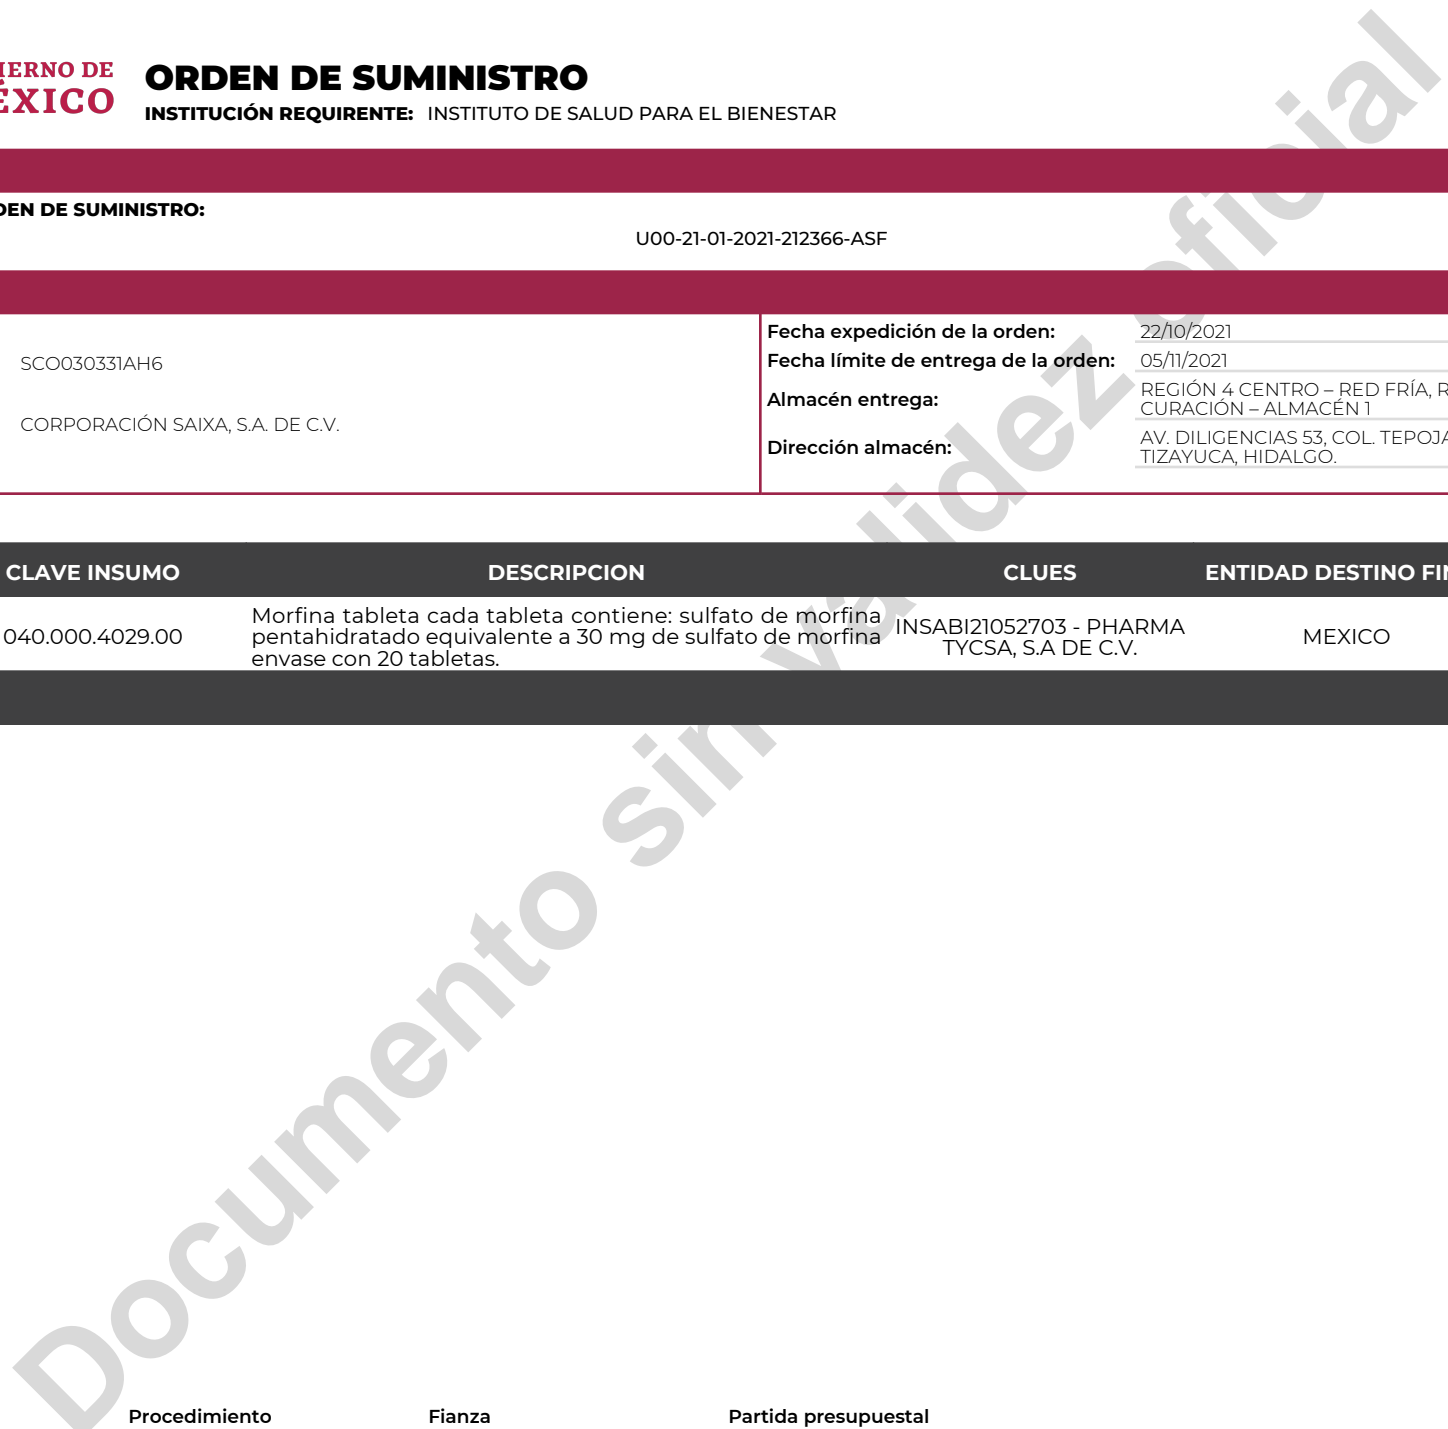 IERNO DE
ÉXICO
ORDEN DE SUMINISTRO
INSTITUCIÓN REQUIRENTE: INSTITUTO DE SALUD PARA EL BIENESTAR
DEN DE SUMINISTRO:
U00-21-01-2021-212366-ASF
SCO030331AH6
CORPORACIÓN SAIXA, S.A. DE C.V.
Fecha expedición de la orden: 22/10/2021
Fecha límite de entrega de la orden: 05/11/2021
Almacén entrega: REGIÓN 4 CENTRO – RED FRÍA, R
CURACIÓN – ALMACÉN 1
Dirección almacén: AV. DILIGENCIAS 53, COL. TEPOJA
TIZAYUCA, HIDALGO.
CLAVE INSUMO DESCRIPCION CLUES ENTIDAD DESTINO FIN
040.000.4029.00
Morfina tableta cada tableta contiene: sulfato de morfina
pentahidratado equivalente a 30 mg de sulfato de morfina
envase con 20 tabletas.
INSABI21052703 - PHARMA
TYCSA, S.A DE C.V.
MEXICO
Documento sin validez oficial
Procedimiento Fianza Partida presupuestal